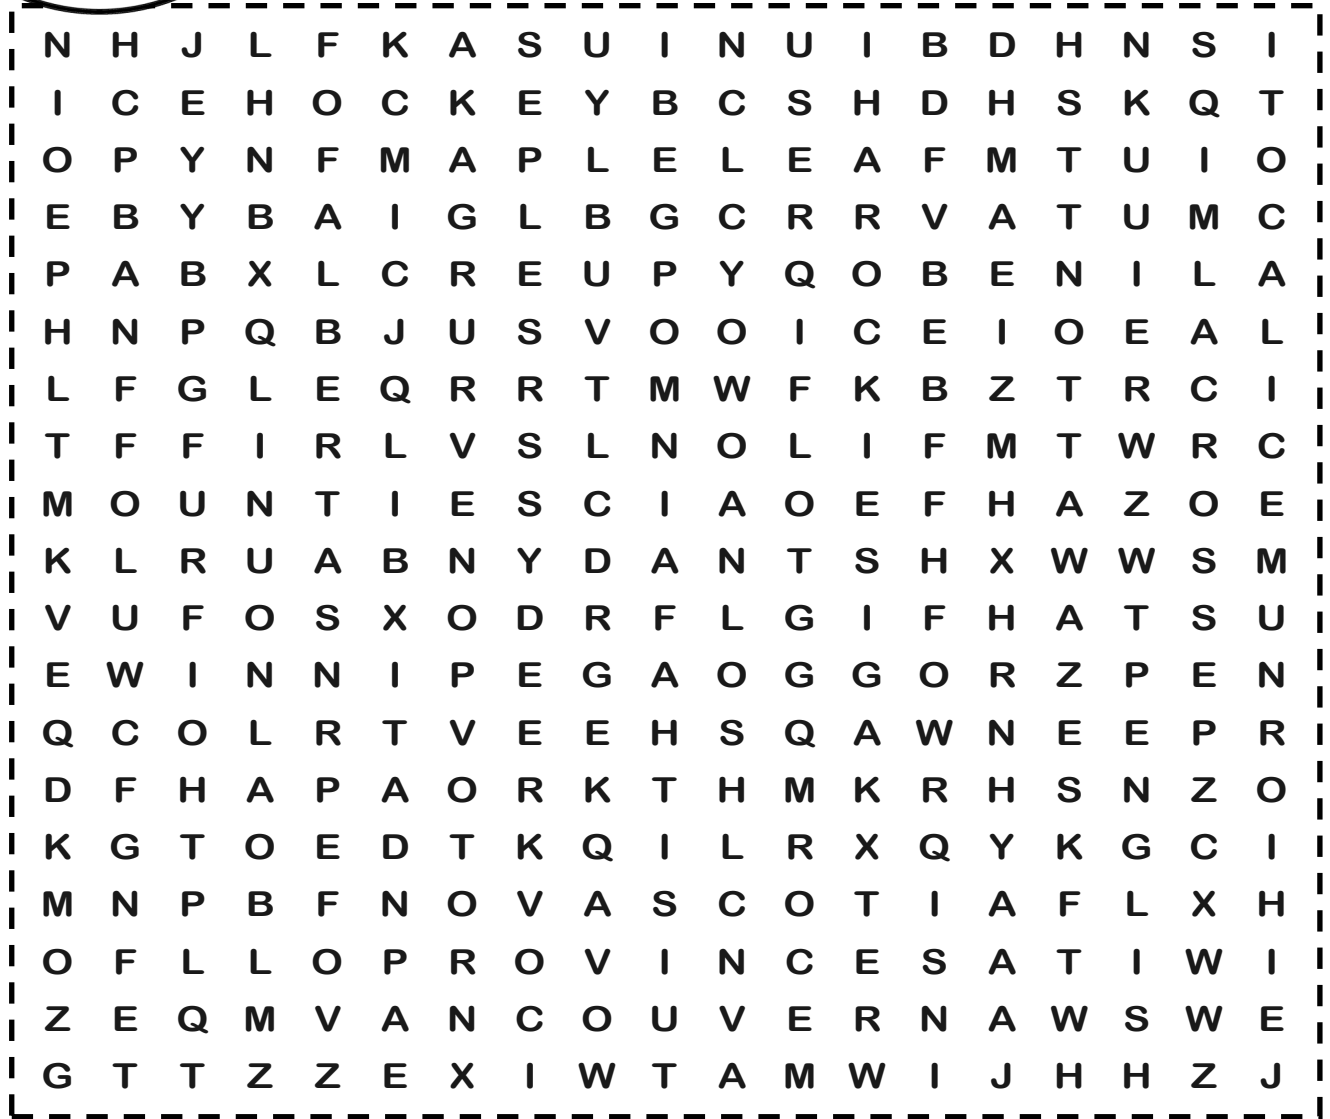 N H J L F K A S U I N U I B D H N S I
I C E H O C K E Y B C S H D H S K Q T
O P Y N F M A P L E L E A F M T U I O
E B Y B A I G L B G C R R V A T U M C
P A B X L C R E U P Y Q O B E N I L A
H N P Q B J U S V O O I C E I O E A L
L F G L E Q R R T M W F K B Z T R C I
T F F I R L V S L N O L I F M T W R C
M O U N T I E S C I A O E F H A Z O E
K L R U A B N Y D A N T S H X W W S M
V U F O S X O D R F L G I F H A T S U
E W I N N I P E G A O G G O R Z P E N
Q C O L R T V E E H S Q A W N E E P R
D F H A P A O R K T H M K R H S N Z O
K G T O E D T K Q I L R X Q Y K G C I
M N P B F N O V A S C O T I A F L X H
O F L L O P R O V I N C E S A T I W I
Z E Q M V A N C O U V E R N A W S W E
G T T Z Z E X I W T A M W I J H H Z J